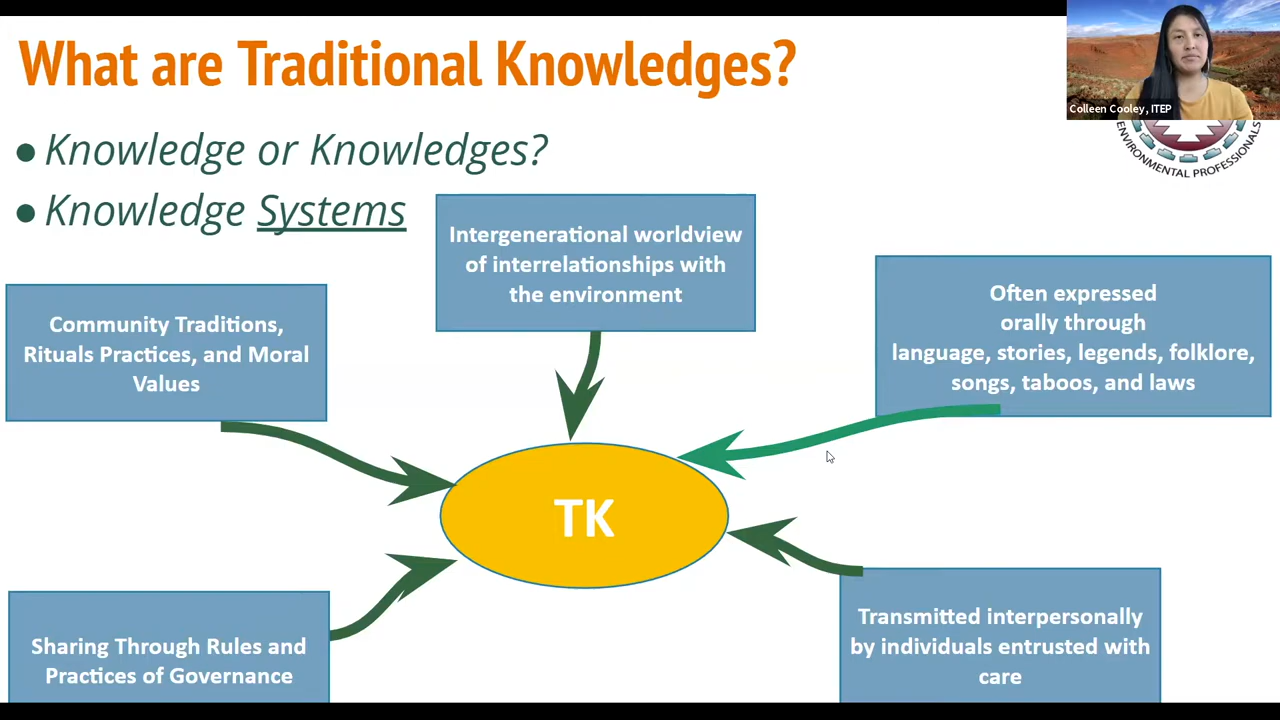 What are Traditional Knowledges?
Colleen Cooley, ITEP
ENVIRONMENTAL PROFESSIONALS
● Knowledge or Knowledges?
● Knowledge Systems
Intergenerational worldview
of interrelationships with
the environment
Often expressed
orally through
language, stories, legends, folklore,
songs, taboos, and laws
Community Traditions,
Rituals Practices, and Moral
Values
TK
Sharing Through Rules and
Practices of Governance
Transmitted interpersonally
by individuals entrusted with
care